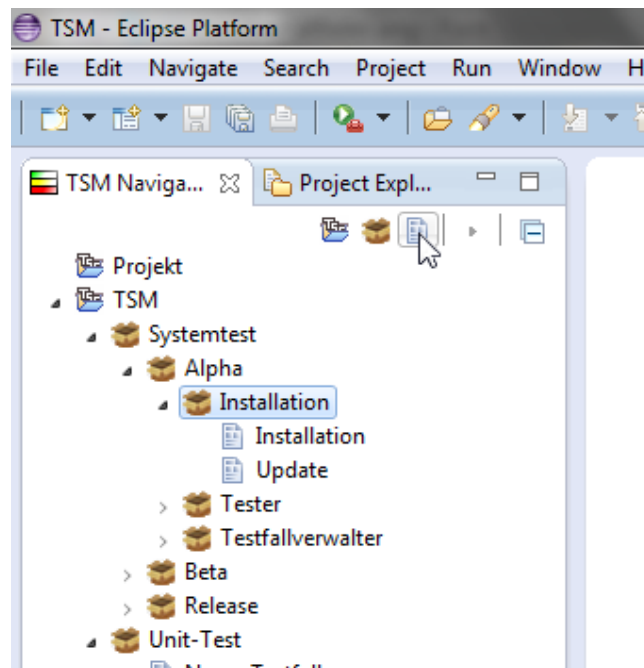 TSM - Eclipse Platform
File Edit Navigate Search Project Run Window H
TSM Naviga... Project Expl...
Projekt
TSM
Systemtest
Alpha
Installation
Installation
Update
Tester
Testfallverwalter
Beta
Release
Unit-Test